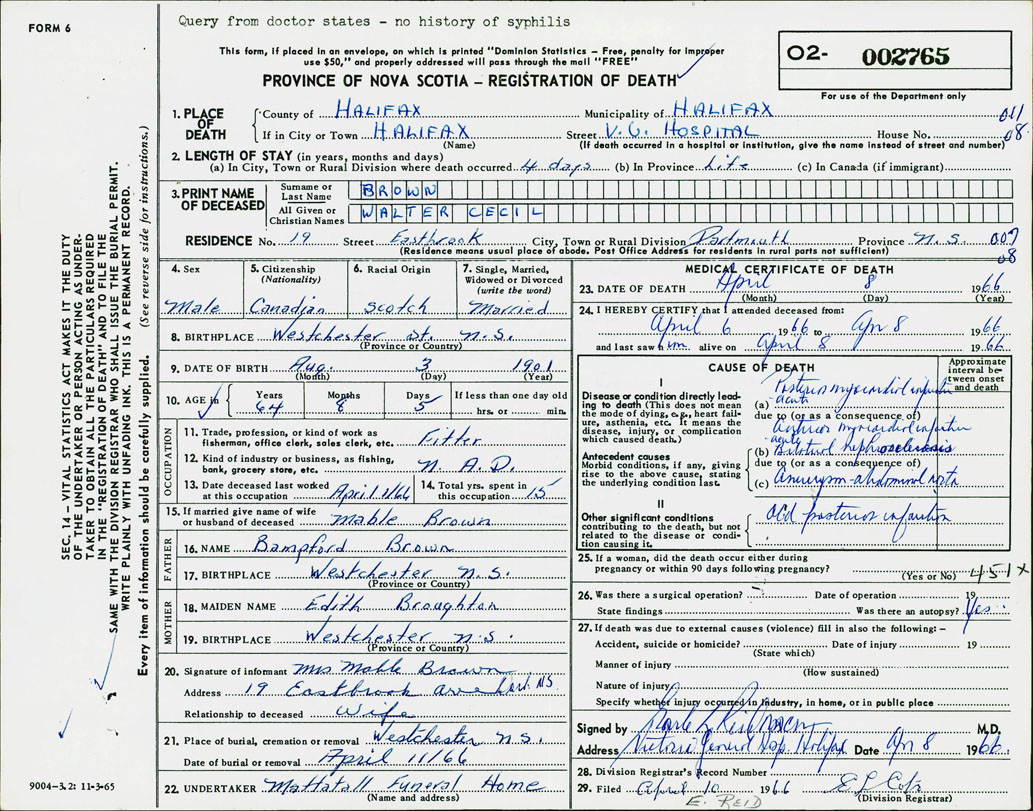 FORM 6
Query from doctor states - no history of syphilis
This form, if placed in an envelope, on which is printed "Dominion Statistics – Free, penalty for improper
use $50," and properly addressed will pass through the mail "FREE"
PROVINCE OF NOVA SCOTIA – REGISTRATION OF DEATH
O2- 002765
For use of the Department only
SEC. 14 – VITAL STATISTICS ACT MAKES IT THE DUTY
OF THE UNDERTAKER OR PERSON ACTING AS UNDER-
TAKER TO OBTAIN ALL THE PARTICULARS REQUIRED
IN THE "REGISTRATION OF DEATH" AND TO FILE THE
SAME WITH THE DIVISION REGISTRAR WHO SHALL ISSUE THE BURIAL PERMIT.
WRITE PLAINLY WITH UNFADING INK. THIS IS A PERMANENT RECORD.
Every item of information should be carefully supplied. (See reverse side for instructions.)
1. PLACE OF DEATH
County of HALIFAX Municipality of HALIFAX 011
If in City or Town HALIFAX Street V.G. HOSPITAL House No. 08
(Name) (If death occurred in a hospital or institution, give the name instead of street and number)
2. LENGTH OF STAY (in years, months and days)
(a) In City, Town or Rural Division where death occurred 4 days (b) In Province Life (c) In Canada (if immigrant)
3. PRINT NAME OF DECEASED
Surname or Last Name BROWN
All Given or Christian Names WALTER CECIL
RESIDENCE No. 19 Street Eastbrook City, Town or Rural Division Dartmouth Province N.S. 007
(Residence means usual place of abode. Post Office Address for residents in rural parts not sufficient) 08
4. Sex Male
5. Citizenship (Nationality) Canadian
6. Racial Origin Scotch
7. Single, Married, Widowed or Divorced (write the word) Married
8. BIRTHPLACE Westchester St. N.S.
(Province or Country)
9. DATE OF BIRTH Aug. 3 1901
(Month) (Day) (Year)
10. AGE in Years 64 Months 8 Days 5 If less than one day old hrs. or min.
OCCUPATION
11. Trade, profession, or kind of work as fisherman, office clerk, sales clerk, etc. Fitter
12. Kind of industry or business, as fishing, bank, grocery store, etc. N.A.D.
13. Date deceased last worked at this occupation April 1/66
14. Total yrs. spent in this occupation 15
15. If married give name of wife or husband of deceased Mable Brown
FATHER
16. NAME Bampford Brown
17. BIRTHPLACE Westchester N.S.
(Province or Country)
MOTHER
18. MAIDEN NAME Edith Broughton
19. BIRTHPLACE Westchester N.S.
(Province or Country)
20. Signature of informant Mrs Mable Brown
Address 19 Eastbrook Ave Dart. NS
Relationship to deceased Wife
21. Place of burial, cremation or removal Westchester N.S.
Date of burial or removal April 11/66
22. UNDERTAKER Mattatall Funeral Home
(Name and address)
MEDICAL CERTIFICATE OF DEATH
23. DATE OF DEATH April 8 1966
(Month) (Day) (Year)
24. I HEREBY CERTIFY that I attended deceased from:
April 6 1966 to Apr 8 1966
and last saw him alive on April 8 1966
CAUSE OF DEATH
Approximate interval between onset and death
I
Disease or condition directly leading to death (This does not mean the mode of dying, e.g., heart failure, asthenia, etc. It means the disease, injury, or complication which caused death.)
(a) Posterior myocardial infarction acute
due to (or as a consequence of)
Anterior myocardial infarction acute
Antecedent causes
Morbid conditions, if any, giving rise to the above cause, stating the underlying condition last.
(b) Bilateral nephrosclerosis
due to (or as a consequence of)
(c) Aneurysm-abdominal aorta
II
Other significant conditions contributing to the death, but not related to the disease or condition causing it.
Old posterior infarction
25. If a woman, did the death occur either during
pregnancy or within 90 days following pregnancy?
(Yes or No) 451X
26. Was there a surgical operation? – Date of operation 19
State findings Was there an autopsy? Yes
27. If death was due to external causes (violence) fill in also the following: –
Accident, suicide or homicide? Date of injury 19
(State which)
Manner of injury
(How sustained)
Nature of injury
Specify whether injury occurred in industry, in home, or in public place
Signed by M.D.
Address Victoria General Hosp. Halifax Date Apr 8 1966
28. Division Registrar's Record Number
29. Filed April 10 1966
(Division Registrar)
E. REID
9004–3.2: 11-3-65